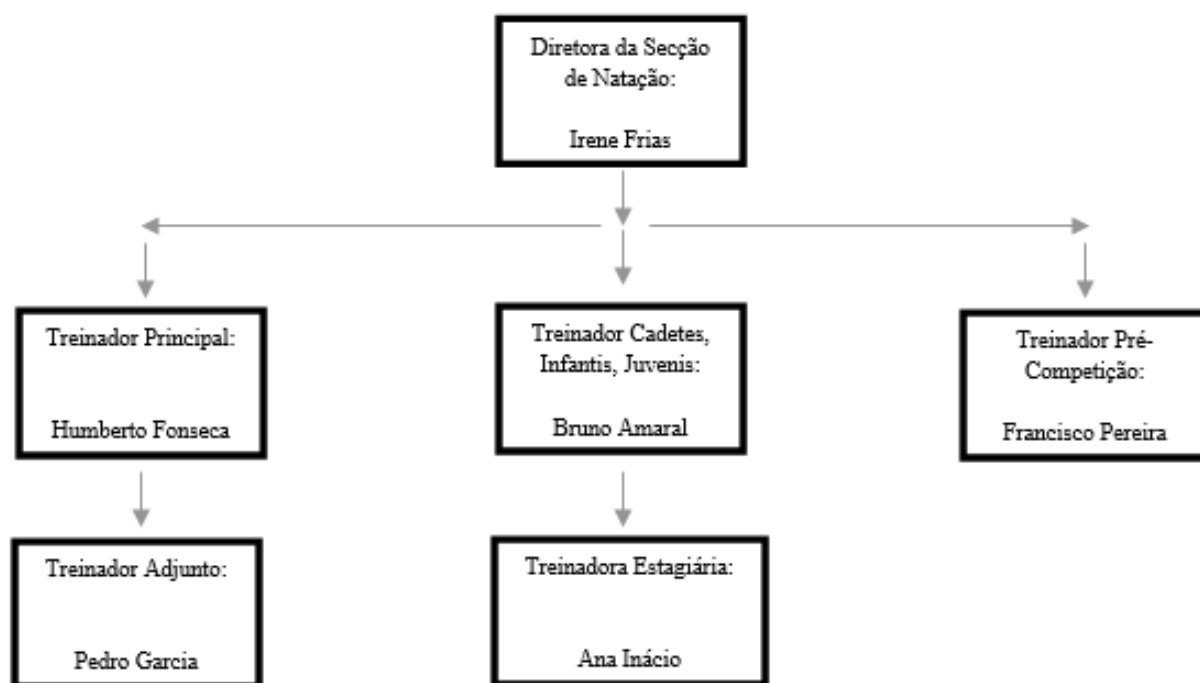 Diretora da Secção
de Natação:
Irene Frias
Treinador Principal:
Humberto Fonseca
Treinador Cadetes,
Infantis, Juvenis:
Bruno Amaral
Treinador Pré-
Competição:
Francisco Pereira
Treinador Adjunto:
Pedro Garcia
Treinadora Estagiária:
Ana Inácio